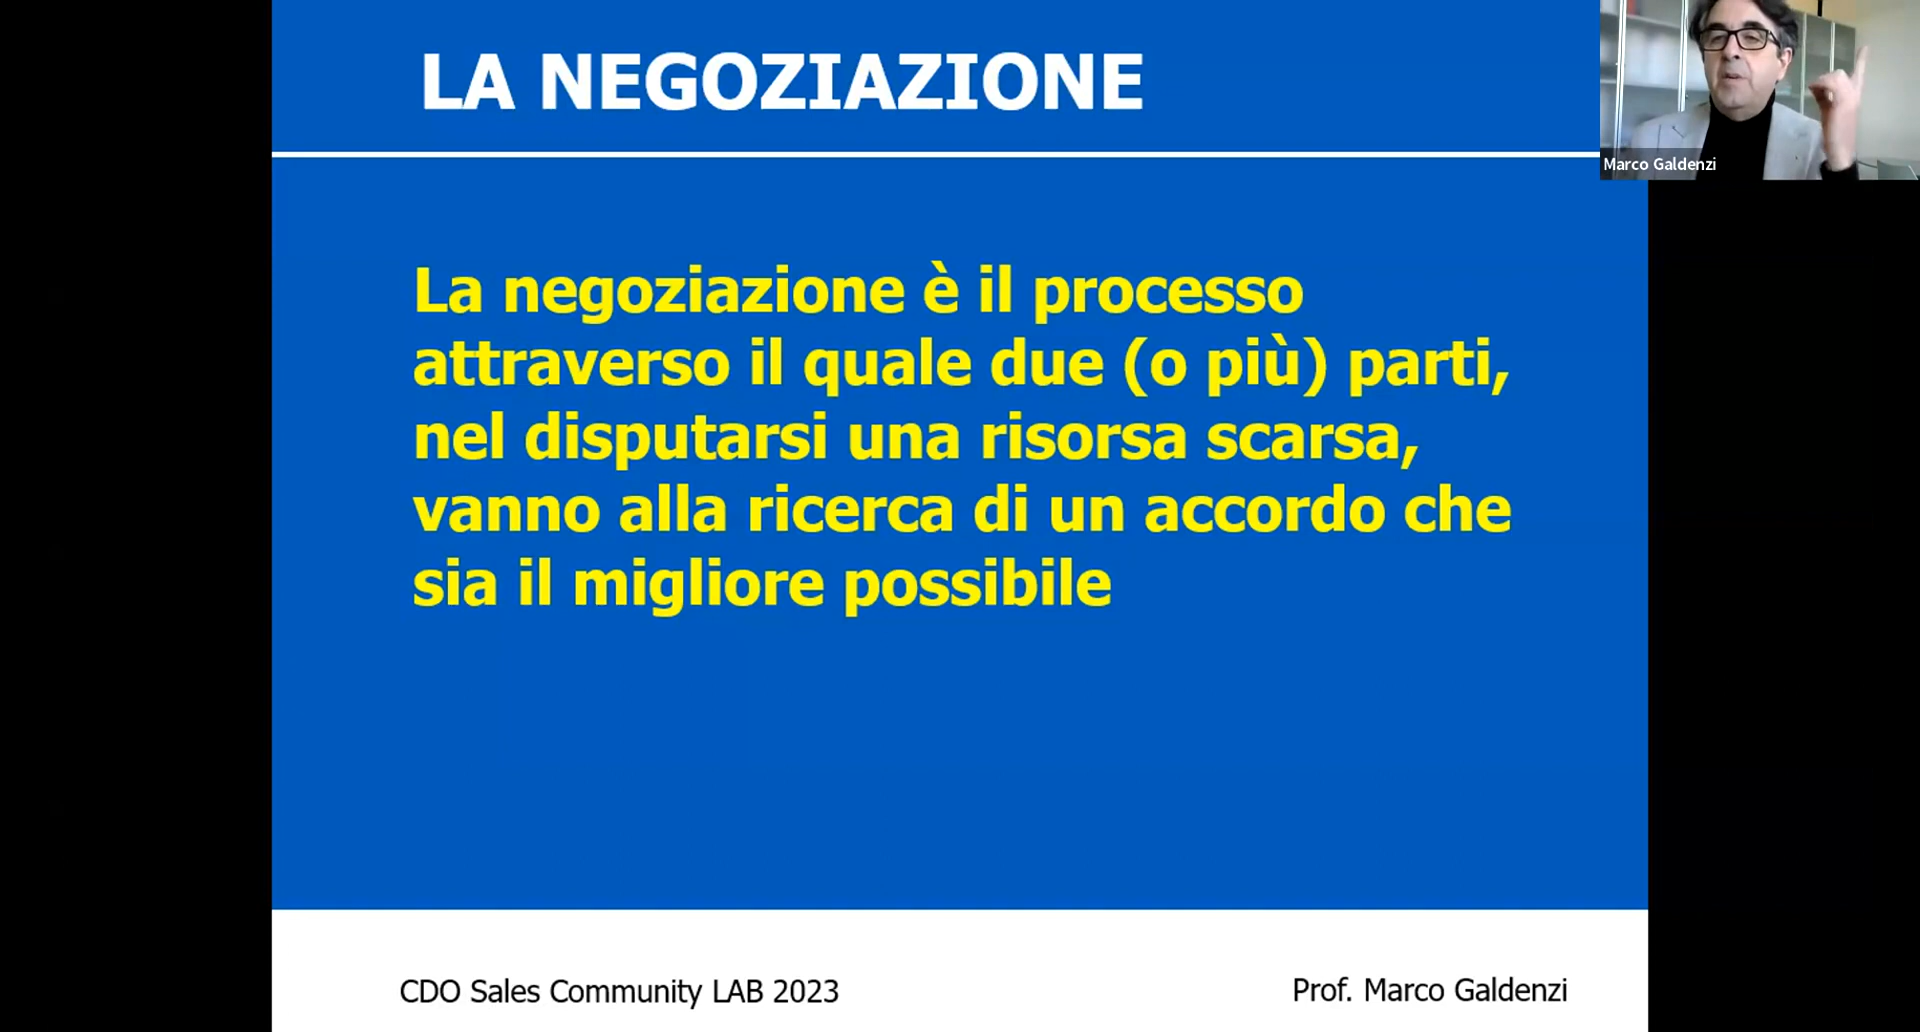 LA NEGOZIAZIONE
Marco Galdenzi
La negoziazione è il processo
attraverso il quale due (o più) parti,
nel disputarsi una risorsa scarsa,
vanno alla ricerca di un accordo che
sia il migliore possibile
CDO Sales Community LAB 2023
Prof. Marco Galdenzi